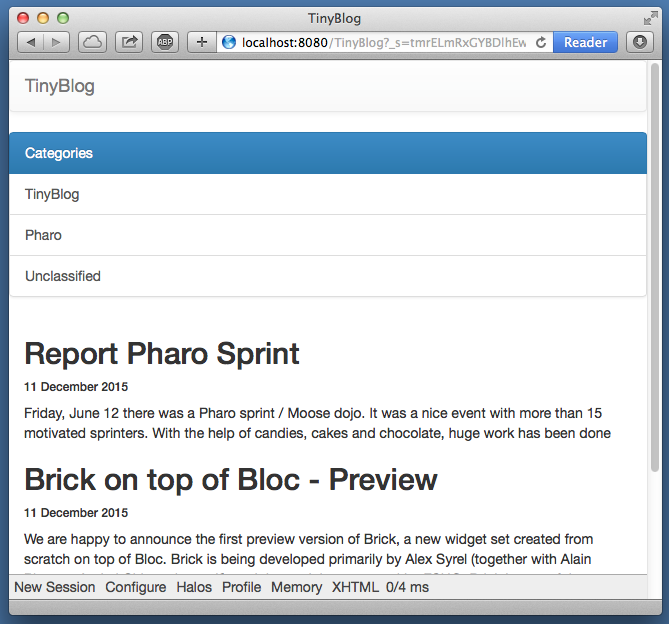 TinyBlog
ABP
localhost:8080/TinyBlog?_s=tmrELmRxGYBDlhEw
Reader
TinyBlog
Categories
TinyBlog
Pharo
Unclassified
Report Pharo Sprint
11 December 2015
Friday, June 12 there was a Pharo sprint / Moose dojo. It was a nice event with more than 15
motivated sprinters. With the help of candies, cakes and chocolate, huge work has been done
Brick on top of Bloc - Preview
11 December 2015
We are happy to announce the first preview version of Brick, a new widget set created from
scratch on top of Bloc. Brick is being developed primarily by Alex Syrel (together with Alain
New Session Configure Halos Profile Memory XHTML 0/4 ms